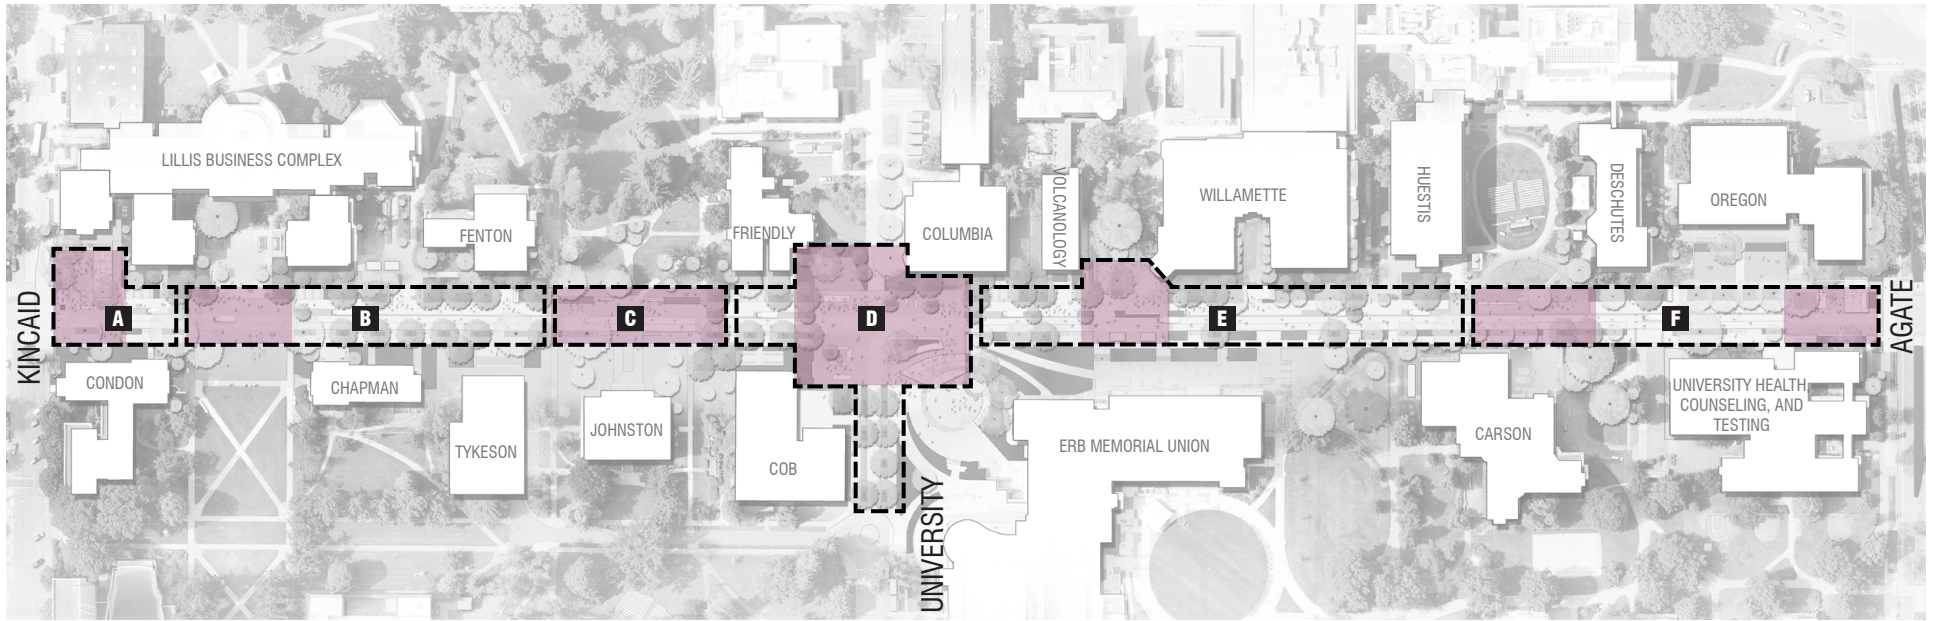 LILLIS BUSINESS COMPLEX
FENTON
FRIENDLY
COLUMBIA
VOLCANOLOGY
WILLAMETTE
HUESTIS
DESCHUTES
OREGON
KINCAID
A
B
C
D
E
F
AGATE
CONDON
CHAPMAN
TYKESON
JOHNSTON
COB
UNIVERSITY
ERB MEMORIAL UNION
CARSON
UNIVERSITY HEALTH,
COUNSELING, AND
TESTING